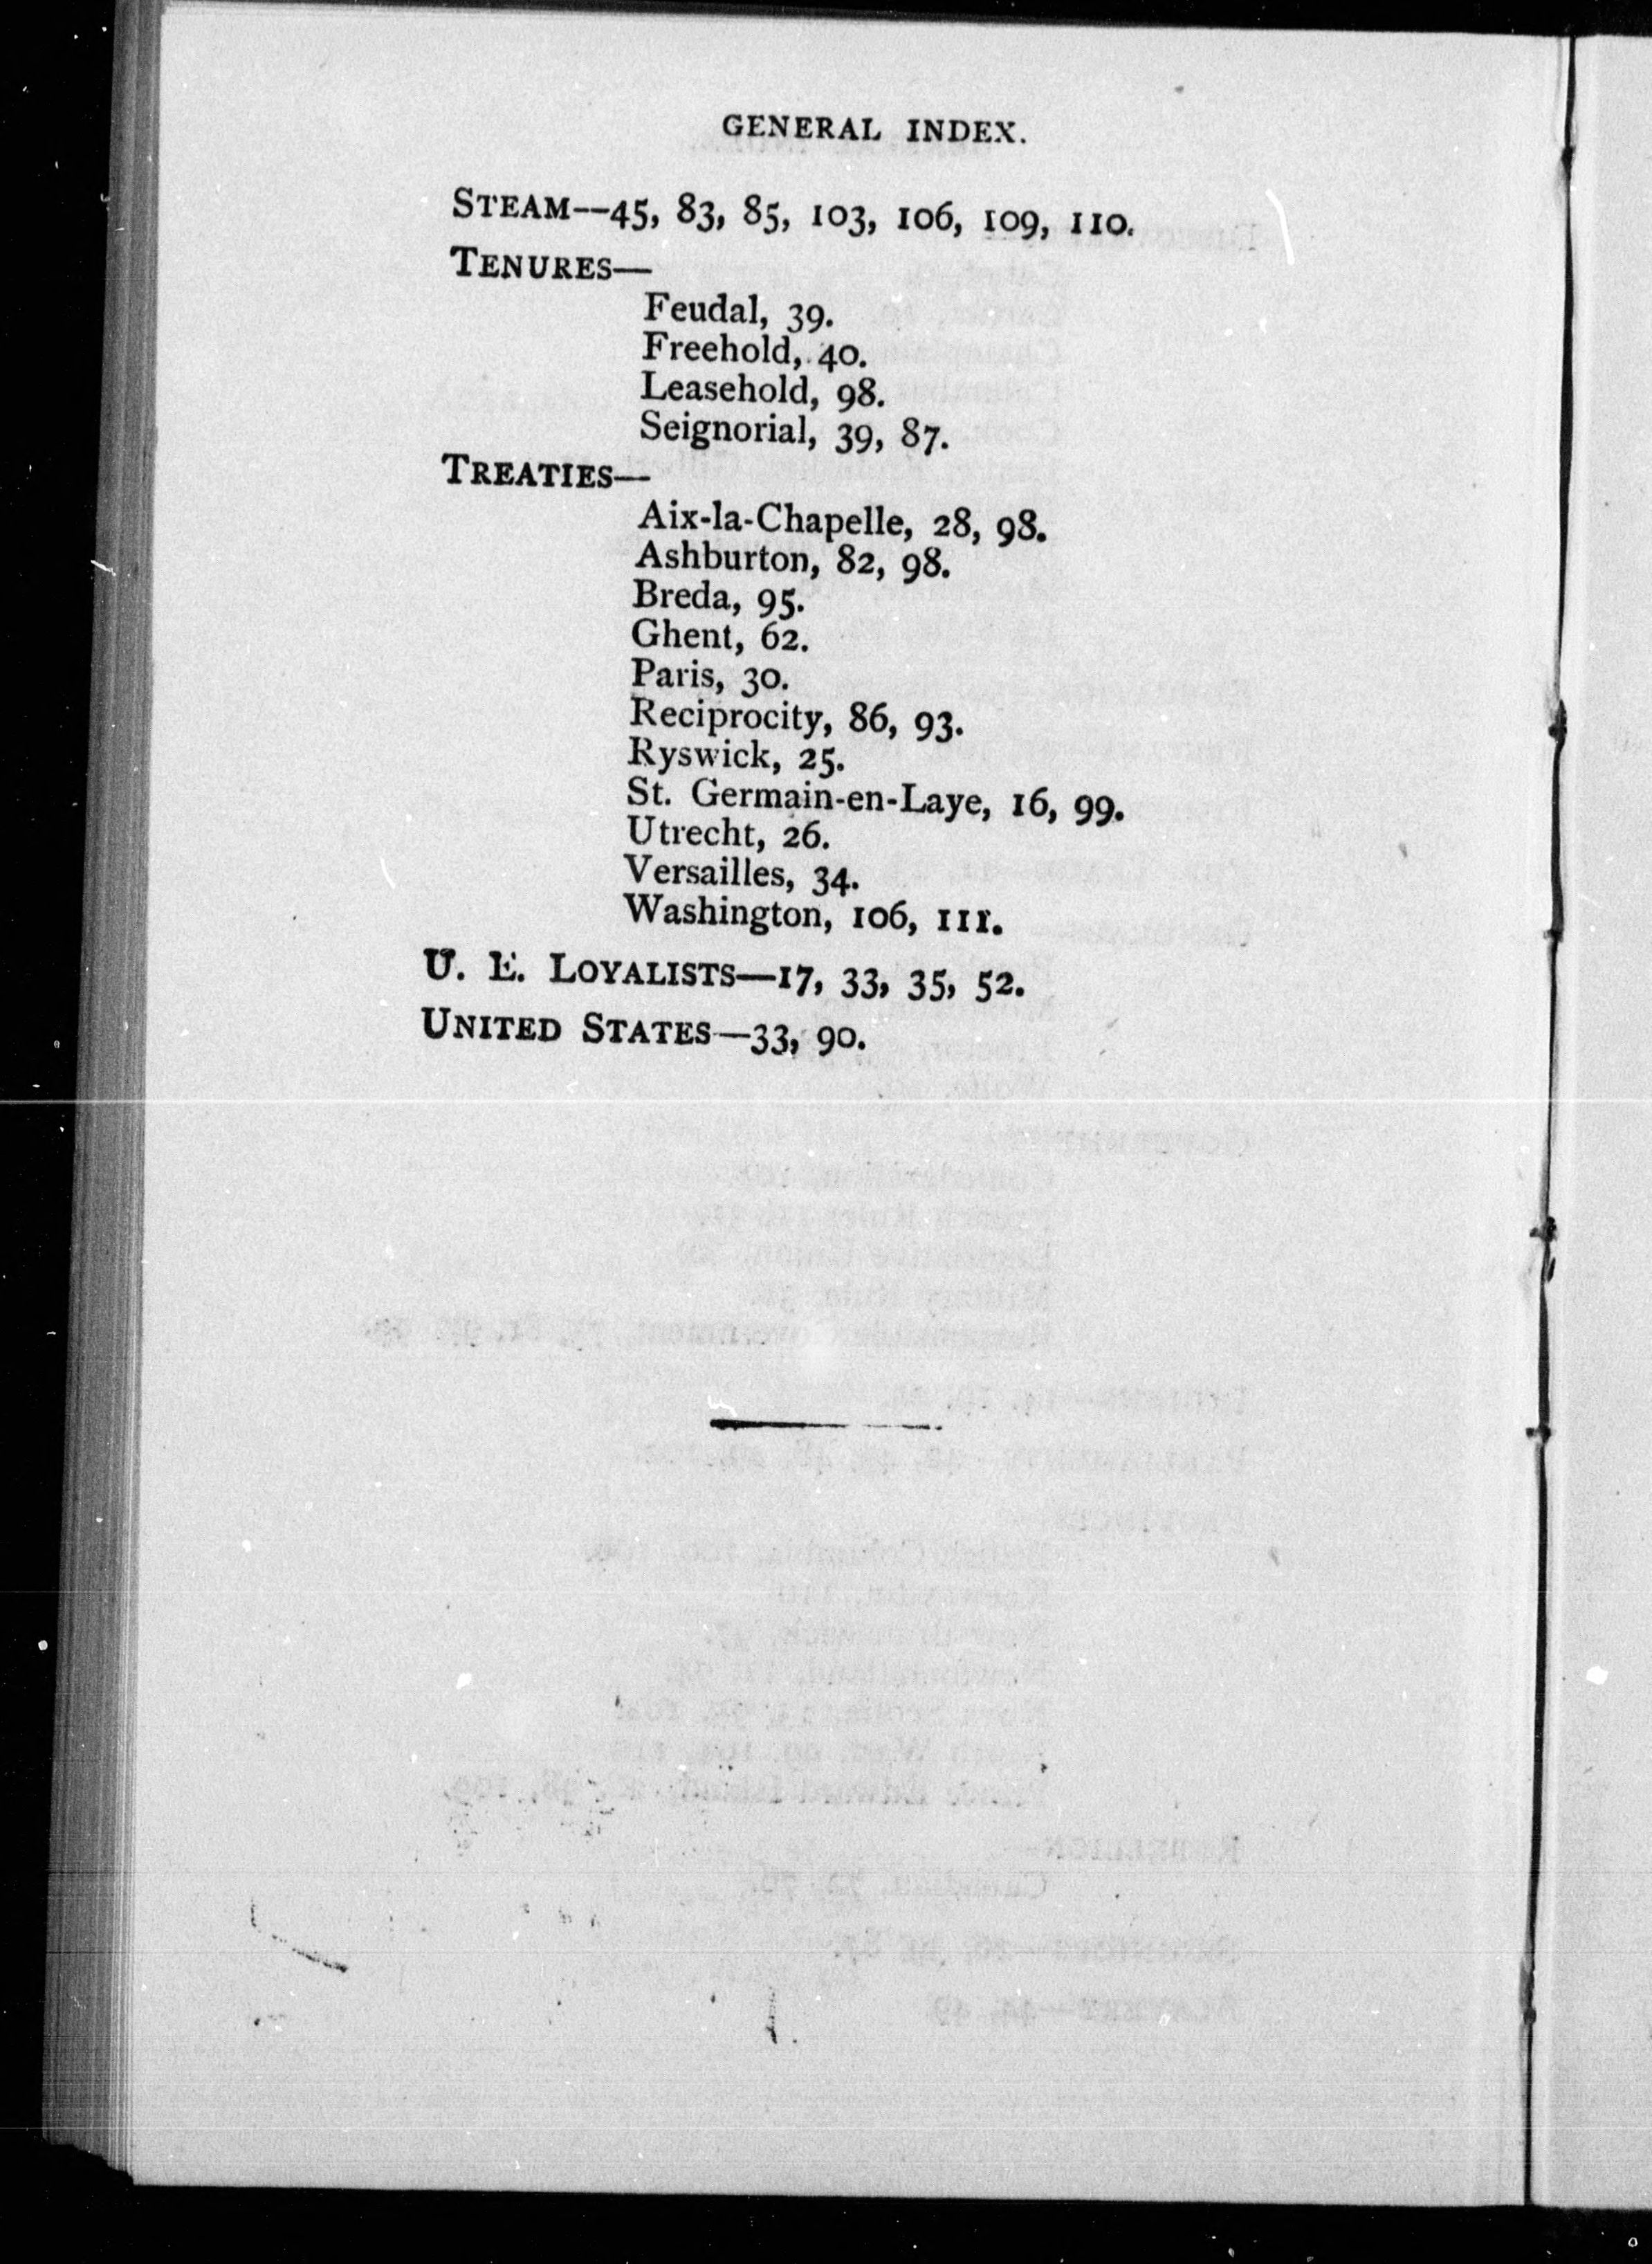 GENERAL INDEX.
STEAM—45, 83, 85, 103, 106, 109, 110.
TENURES—
Feudal, 39.
Freehold, 40.
Leasehold, 98.
Seignorial, 39, 87.
TREATIES—
Aix-la-Chapelle, 28, 98.
Ashburton, 82, 98.
Breda, 95.
Ghent, 62.
Paris, 30.
Reciprocity, 86, 93.
Ryswick, 25.
St. Germain-en-Laye, 16, 99.
Utrecht, 26.
Versailles, 34.
Washington, 106, 111.
U. E. LOYALISTS—17, 33, 35, 52.
UNITED STATES—33, 90.